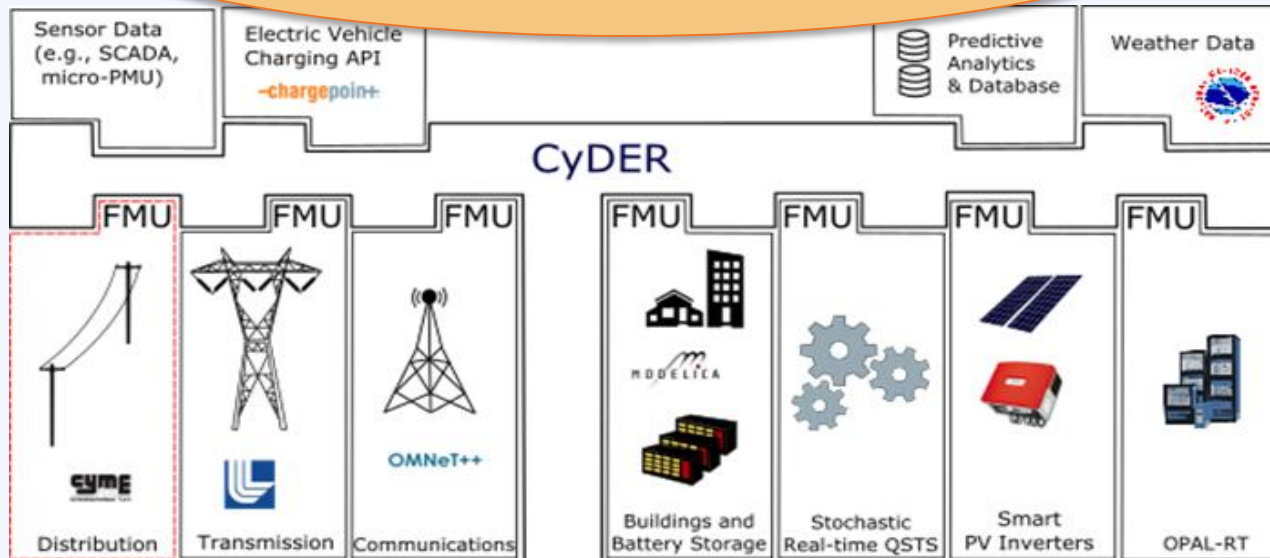 Sensor Data
(e.g., SCADA,
micro-PMU)
Electric Vehicle
Charging API
-chargepoin+
Predictive
Analytics
& Database
Weather Data
CyDER
FMU
FMU
FMU
FMU
FMU
FMU
FMU
CYME
Distribution
Transmission
OMNeT++
Communications
MODELICA
Buildings and
Battery Storage
Stochastic
Real-time QSTS
Smart
PV Inverters
OPAL-RT